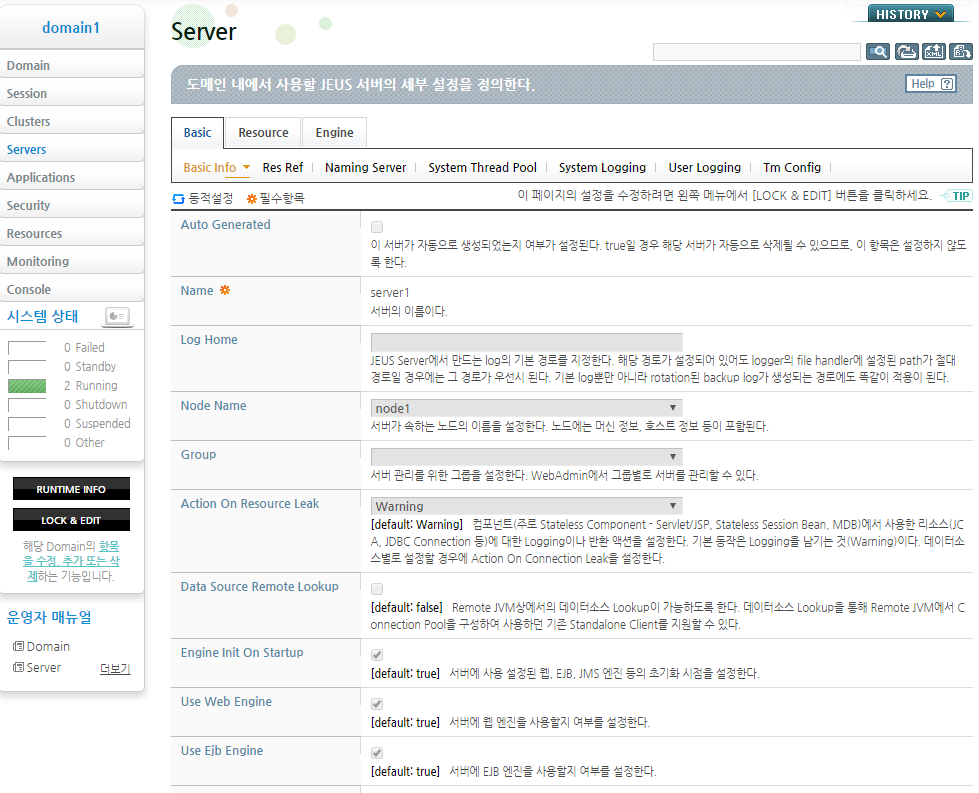 domain1
Domain
Session
Clusters
Servers
Applications
Security
Resources
Monitoring
Console
시스템 상태
0 Failed
0 Standby
2 Running
0 Shutdown
0 Suspended
0 Other
RUNTIME INFO
LOCK & EDIT
해당 Domain의 항목
을 수정, 추가 또는 삭
제하는 기능입니다.
운영자 매뉴얼
Domain
Server 더보기
HISTORY
Server
XML
도메인 내에서 사용할 JEUS 서버의 세부 설정을 정의한다.
Help ?
Basic Resource Engine
Basic Info Res Ref Naming Server System Thread Pool System Logging User Logging Tm Config
동적설정 필수항목 이 페이지의 설정을 수정하려면 왼쪽 메뉴에서 [LOCK & EDIT] 버튼을 클릭하세요. TIP
Auto Generated
이 서버가 자동으로 생성되었는지 여부가 설정된다. true일 경우 해당 서버가 자동으로 삭제될 수 있으므로, 이 항목은 설정하지 않도
록 한다.
Name
server1
서버의 이름이다.
Log Home
JEUS Server에서 만드는 log의 기본 경로를 지정한다. 해당 경로가 설정되어 있어도 logger의 file handler에 설정된 path가 절대
경로일 경우에는 그 경로가 우선시 된다. 기본 log뿐만 아니라 rotation된 backup log가 생성되는 경로에도 똑같이 적용이 된다.
Node Name
node1
서버가 속하는 노드의 이름을 설정한다. 노드에는 머신 정보, 호스트 정보 등이 포함된다.
Group
서버 관리를 위한 그룹을 설정한다. WebAdmin에서 그룹별로 서버를 관리할 수 있다.
Action On Resource Leak
Warning
[default: Warning] 컴포넌트(주로 Stateless Component - Servlet/JSP, Stateless Session Bean, MDB)에서 사용한 리소스(JC
A, JDBC Connection 등)에 대한 Logging이나 반환 액션을 설정한다. 기본 동작은 Logging을 남기는 것(Warning)이다. 데이터소
스별로 설정할 경우에 Action On Connection Leak을 설정한다.
Data Source Remote Lookup
[default: false] Remote JVM상에서의 데이터소스 Lookup이 가능하도록 한다. 데이터소스 Lookup을 통해 Remote JVM에서 C
onnection Pool을 구성하여 사용하던 기존 Standalone Client를 지원할 수 있다.
Engine Init On Startup
[default: true] 서버에 사용 설정된 웹, EJB, JMS 엔진 등의 초기화 시점을 설정한다.
Use Web Engine
[default: true] 서버에 웹 엔진을 사용할지 여부를 설정한다.
Use Ejb Engine
[default: true] 서버에 EJB 엔진을 사용할지 여부를 설정한다.